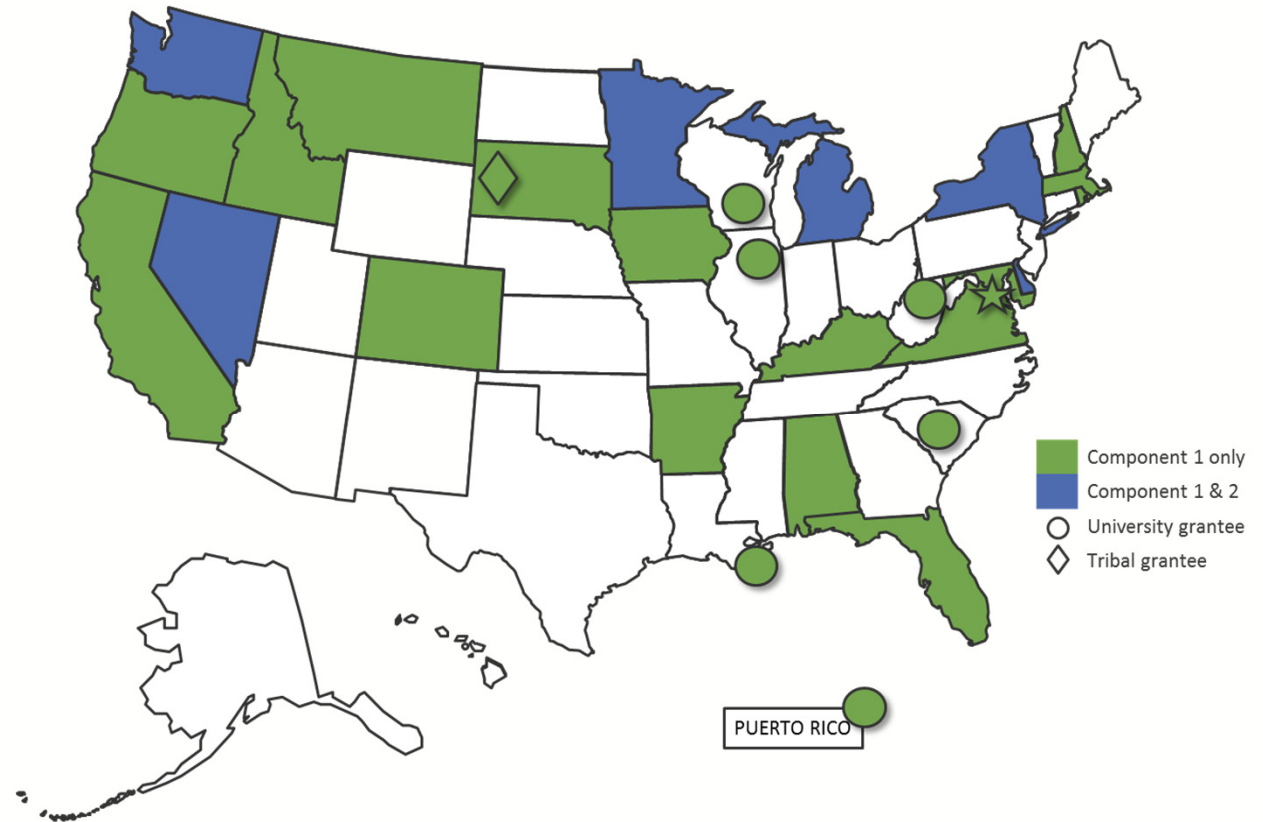 Component 1 only
Component 1 & 2
University grantee
Tribal grantee
PUERTO RICO